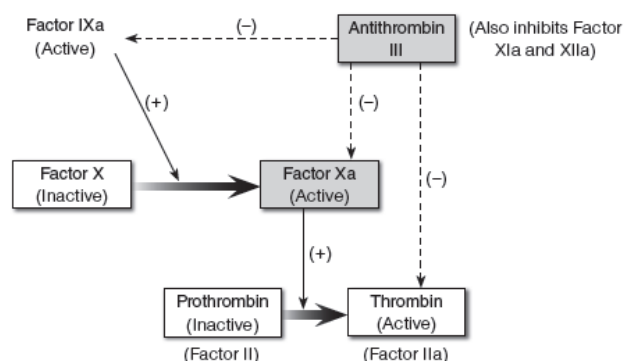 Factor IXa
(Active)
(–)
Antithrombin
III
(Also inhibits Factor
XIa and XIIa)
(+)
(–)
(–)
Factor X
(Inactive)
Factor Xa
(Active)
(+)
Prothrombin
(Inactive)
Thrombin
(Active)
(Factor II)
(Factor IIa)